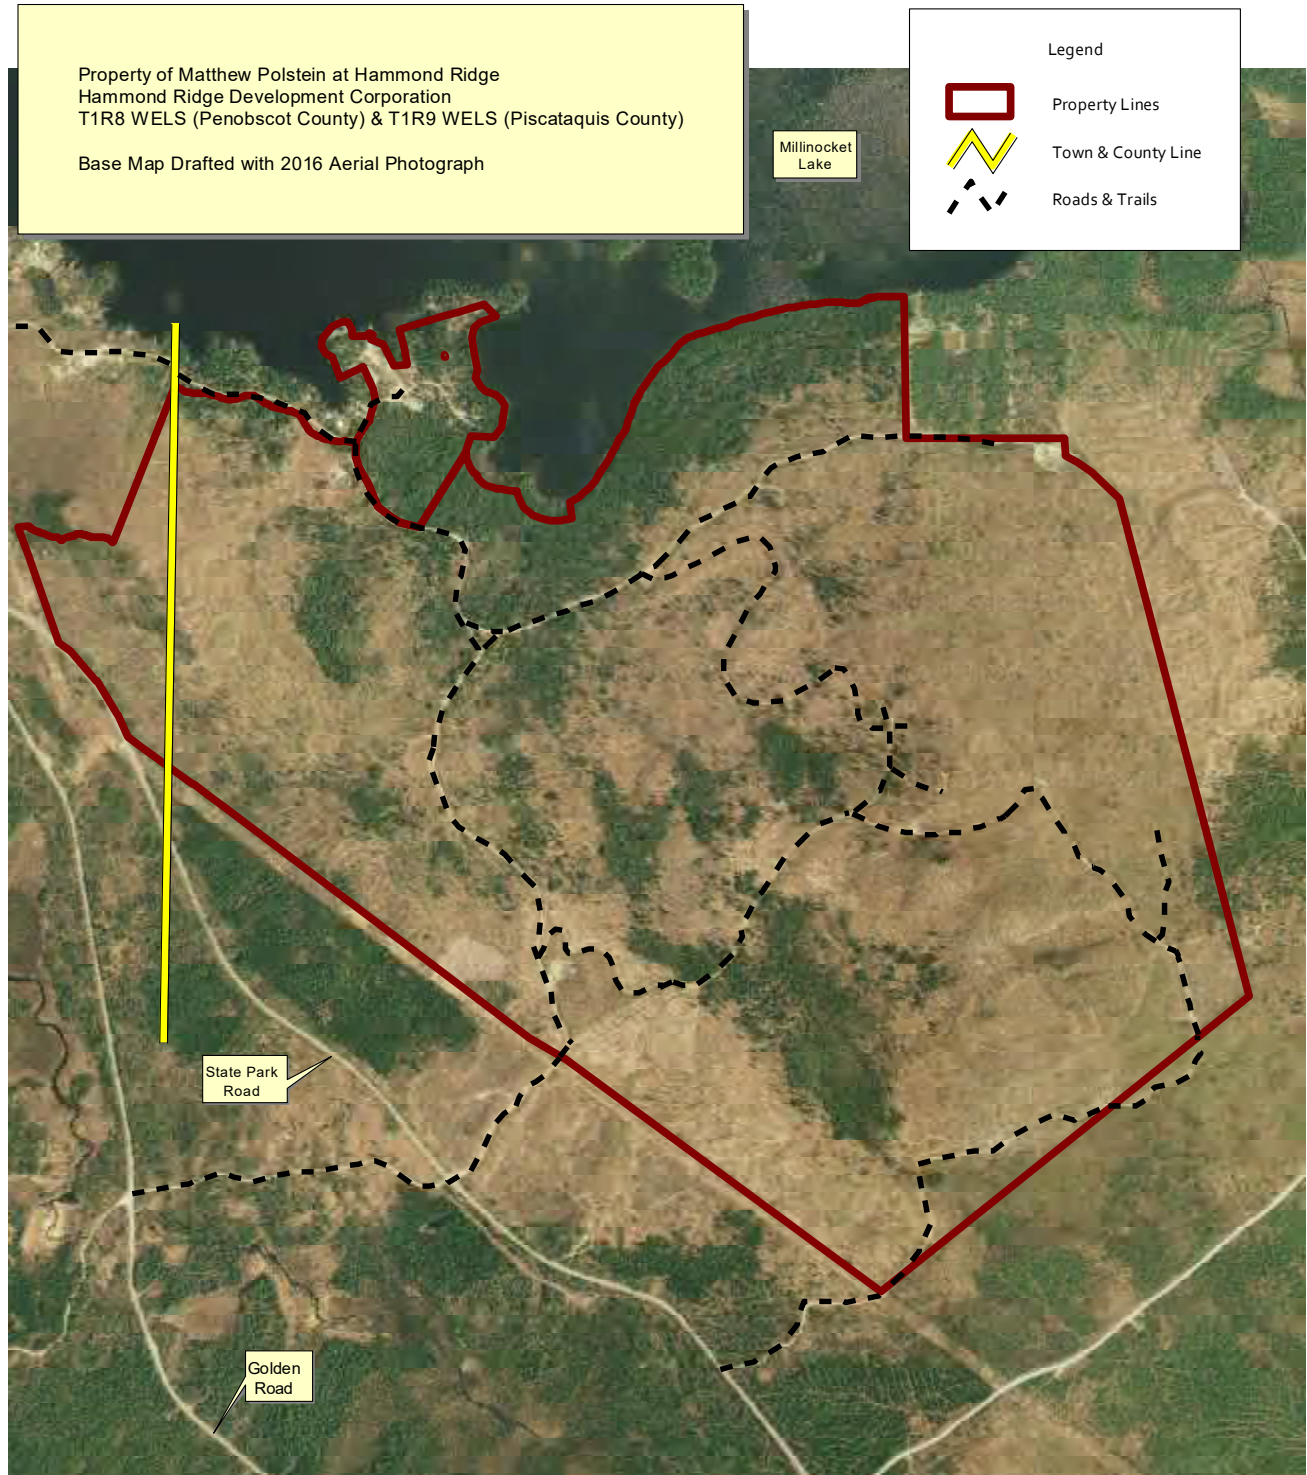 Property of Matthew Polstein at Hammond Ridge
Hammond Ridge Development Corporation
T1R8 WELS (Penobscot County) & T1R9 WELS (Piscataquis County)
Base Map Drafted with 2016 Aerial Photograph
Legend
Property Lines
Town & County Line
Roads & Trails
Millinocket
Lake
State Park
Road
Golden
Road